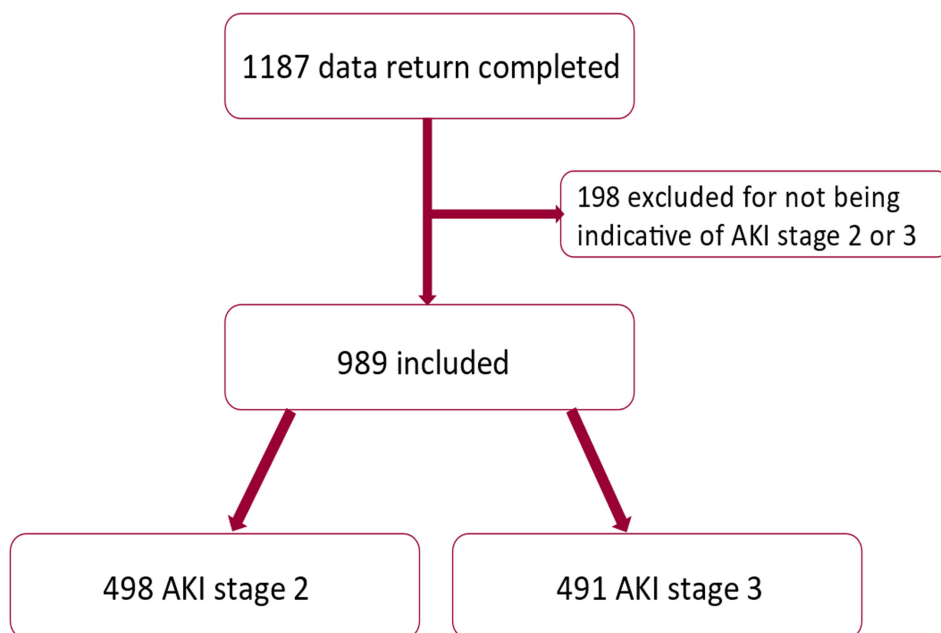 1187 data return completed
198 excluded for not being
indicative of AKI stage 2 or 3
989 included
498 AKI stage 2
491 AKI stage 3